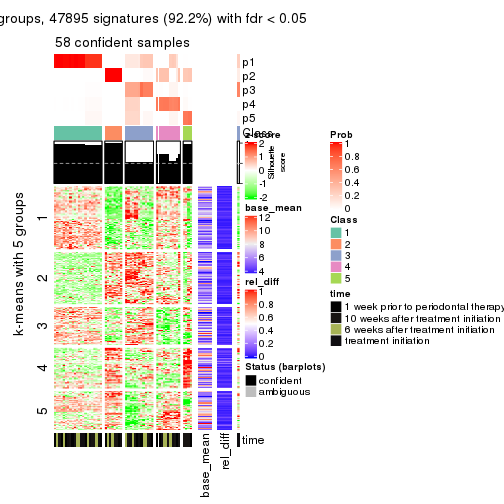 groups, 47895 signatures (92.2%) with fdr < 0.05
58 confident samples
p1
p2
p3
p4
p5
Class
Silhouette
score
k-means with 5 groups
1
2
3
4
5
time
base_mean
rel_diff
z-score
2
1
0
-1
-2
base_mean
12
10
8
6
4
rel_diff
1
0.8
0.6
0.4
0.2
0
Status (barplots)
confident
ambiguous
Prob
1
0.8
0.6
0.4
0.2
0
Class
1
2
3
4
5
time
1 week prior to periodontal therapy
10 weeks after treatment initiation
6 weeks after treatment initiation
treatment initiation